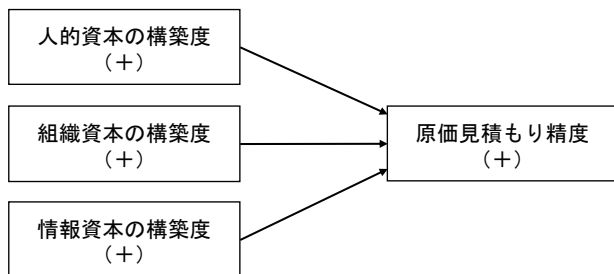 人的資本の構築度
（＋）
組織資本の構築度
（＋）
情報資本の構築度
（＋）
原価見積もり精度
（＋）